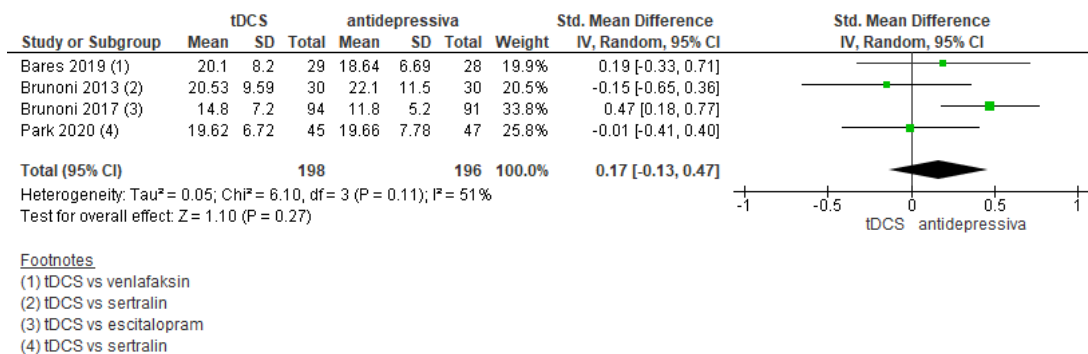 tDCS antidepressiva Std. Mean Difference Std. Mean Difference
Study or Subgroup Mean SD Total Mean SD Total Weight IV, Random, 95% CI IV, Random, 95% CI
Bares 2019 (1) 20.1 8.2 29 18.64 6.69 28 19.9% 0.19 [-0.33, 0.71]
Brunoni 2013 (2) 20.53 9.59 30 22.1 11.5 30 20.5% -0.15 [-0.65, 0.36]
Brunoni 2017 (3) 14.8 7.2 94 11.8 5.2 91 33.8% 0.47 [0.18, 0.77]
Park 2020 (4) 19.62 6.72 45 19.66 7.78 47 25.8% -0.01 [-0.41, 0.40]
Total (95% CI) 198 196 100.0% 0.17 [-0.13, 0.47]
Heterogeneity: Tau² = 0.05; Chi² = 6.10, df = 3 (P = 0.11); I² = 51%
Test for overall effect: Z = 1.10 (P = 0.27)
-1 -0.5 0 0.5 1
tDCS antidepressiva
Footnotes
(1) tDCS vs venlafaksin
(2) tDCS vs sertralin
(3) tDCS vs escitalopram
(4) tDCS vs sertralin